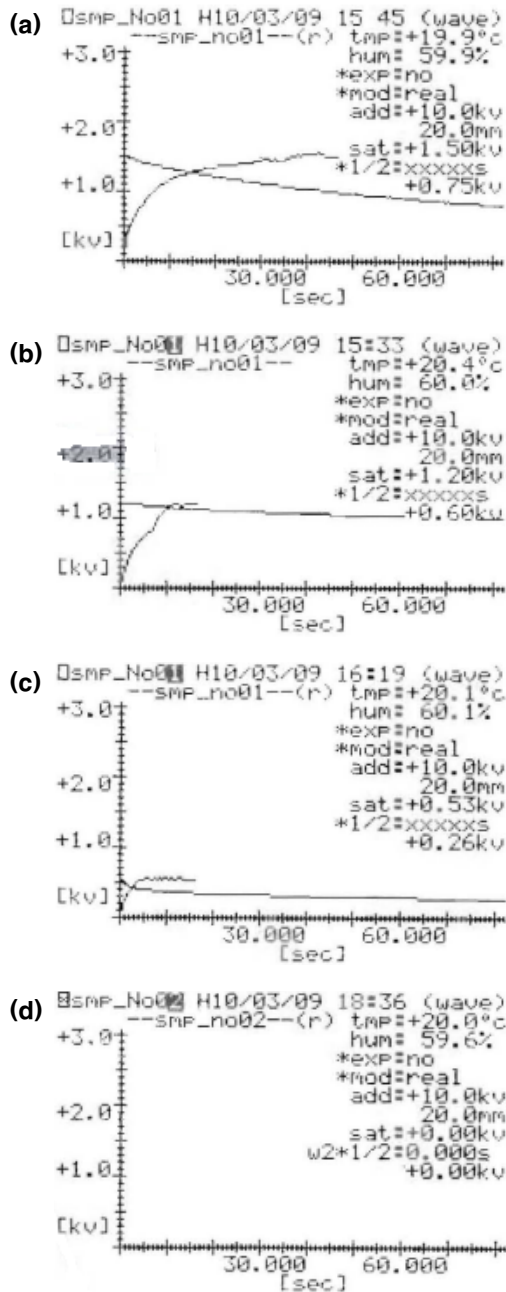 (a) smp_No01 H10/03/09 15 45 (wave)
--smp_no01--(r) tmp:+19.9°c
+3.0 hum: 59.9%
*exp:no
*mod:real
add:+10.0kv
+2.0 20.0mm
sat:+1.50kv
*1/2:xxxxxs
+1.0 +0.75kv
[kv]
30.000 60.000
[sec]
(b) smp_No0 H10/03/09 15:33 (wave)
--smp_no01-- tmp:+20.4°c
+3.0 hum: 60.0%
*exp:no
*mod:real
add:+10.0kv
+2.0 20.0mm
sat:+1.20kv
*1/2:xxxxxs
+1.0 +0.60kv
[kv]
30.000 60.000
[sec]
(c) smp_No0 H10/03/09 16:19 (wave)
--smp_no01--(r) tmp:+20.1°c
+3.0 hum: 60.1%
*exp:no
*mod:real
add:+10.0kv
+2.0 20.0mm
sat:+0.53kv
*1/2:xxxxxs
+1.0 +0.26kv
[kv]
30.000 60.000
[sec]
(d) smp_No02 H10/03/09 18:36 (wave)
--smp_no02--(r) tmp:+20.0°c
+3.0 hum: 59.6%
*exp:no
*mod:real
add:+10.0kv
+2.0 20.0mm
sat:+0.00kv
w2*1/2:0.000s
+1.0 +0.00kv
[kv]
30.000 60.000
[sec]